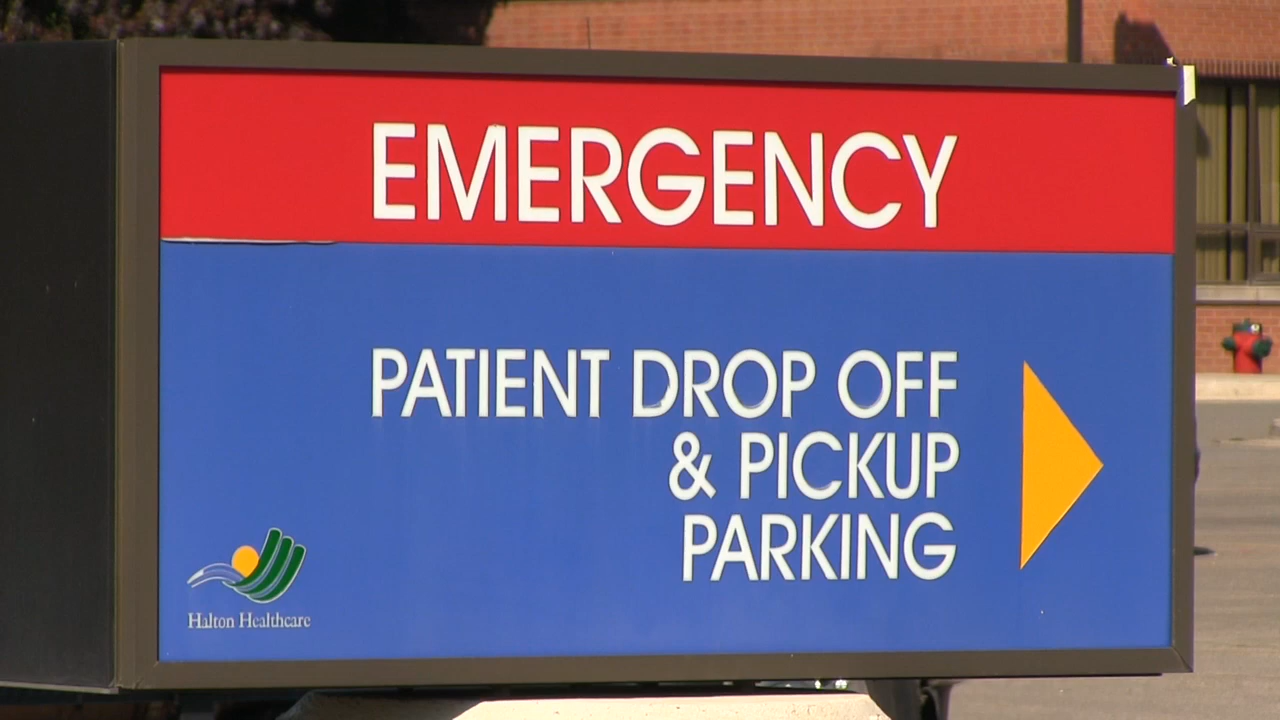 EMERGENCY
PATIENT DROP OFF
& PICKUP
PARKING
Halton Healthcare